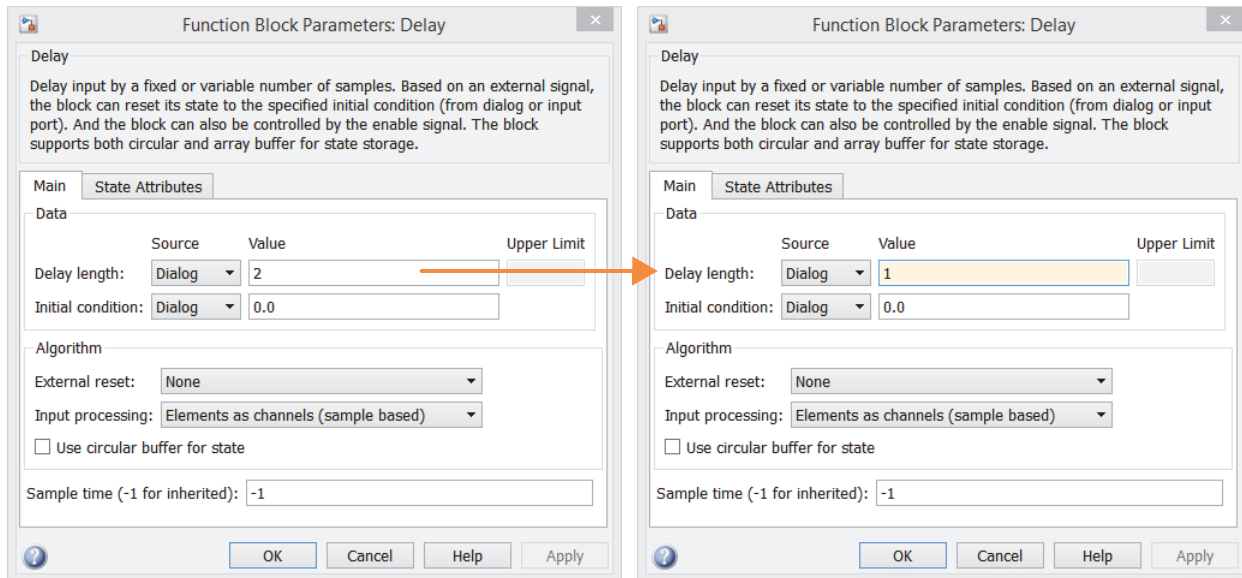 Function Block Parameters: Delay
×
Delay
Delay input by a fixed or variable number of samples. Based on an external signal,
the block can reset its state to the specified initial condition (from dialog or input
port). And the block can also be controlled by the enable signal. The block
supports both circular and array buffer for state storage.
Main State Attributes
Data
Source Value Upper Limit
Delay length: Dialog 2
Initial condition: Dialog 0.0
Algorithm
External reset: None
Input processing: Elements as channels (sample based)
Use circular buffer for state
Sample time (-1 for inherited): -1
? OK Cancel Help Apply
Function Block Parameters: Delay
×
Delay
Delay input by a fixed or variable number of samples. Based on an external signal,
the block can reset its state to the specified initial condition (from dialog or input
port). And the block can also be controlled by the enable signal. The block
supports both circular and array buffer for state storage.
Main State Attributes
Data
Source Value Upper Limit
Delay length: Dialog 1
Initial condition: Dialog 0.0
Algorithm
External reset: None
Input processing: Elements as channels (sample based)
Use circular buffer for state
Sample time (-1 for inherited): -1
? OK Cancel Help Apply